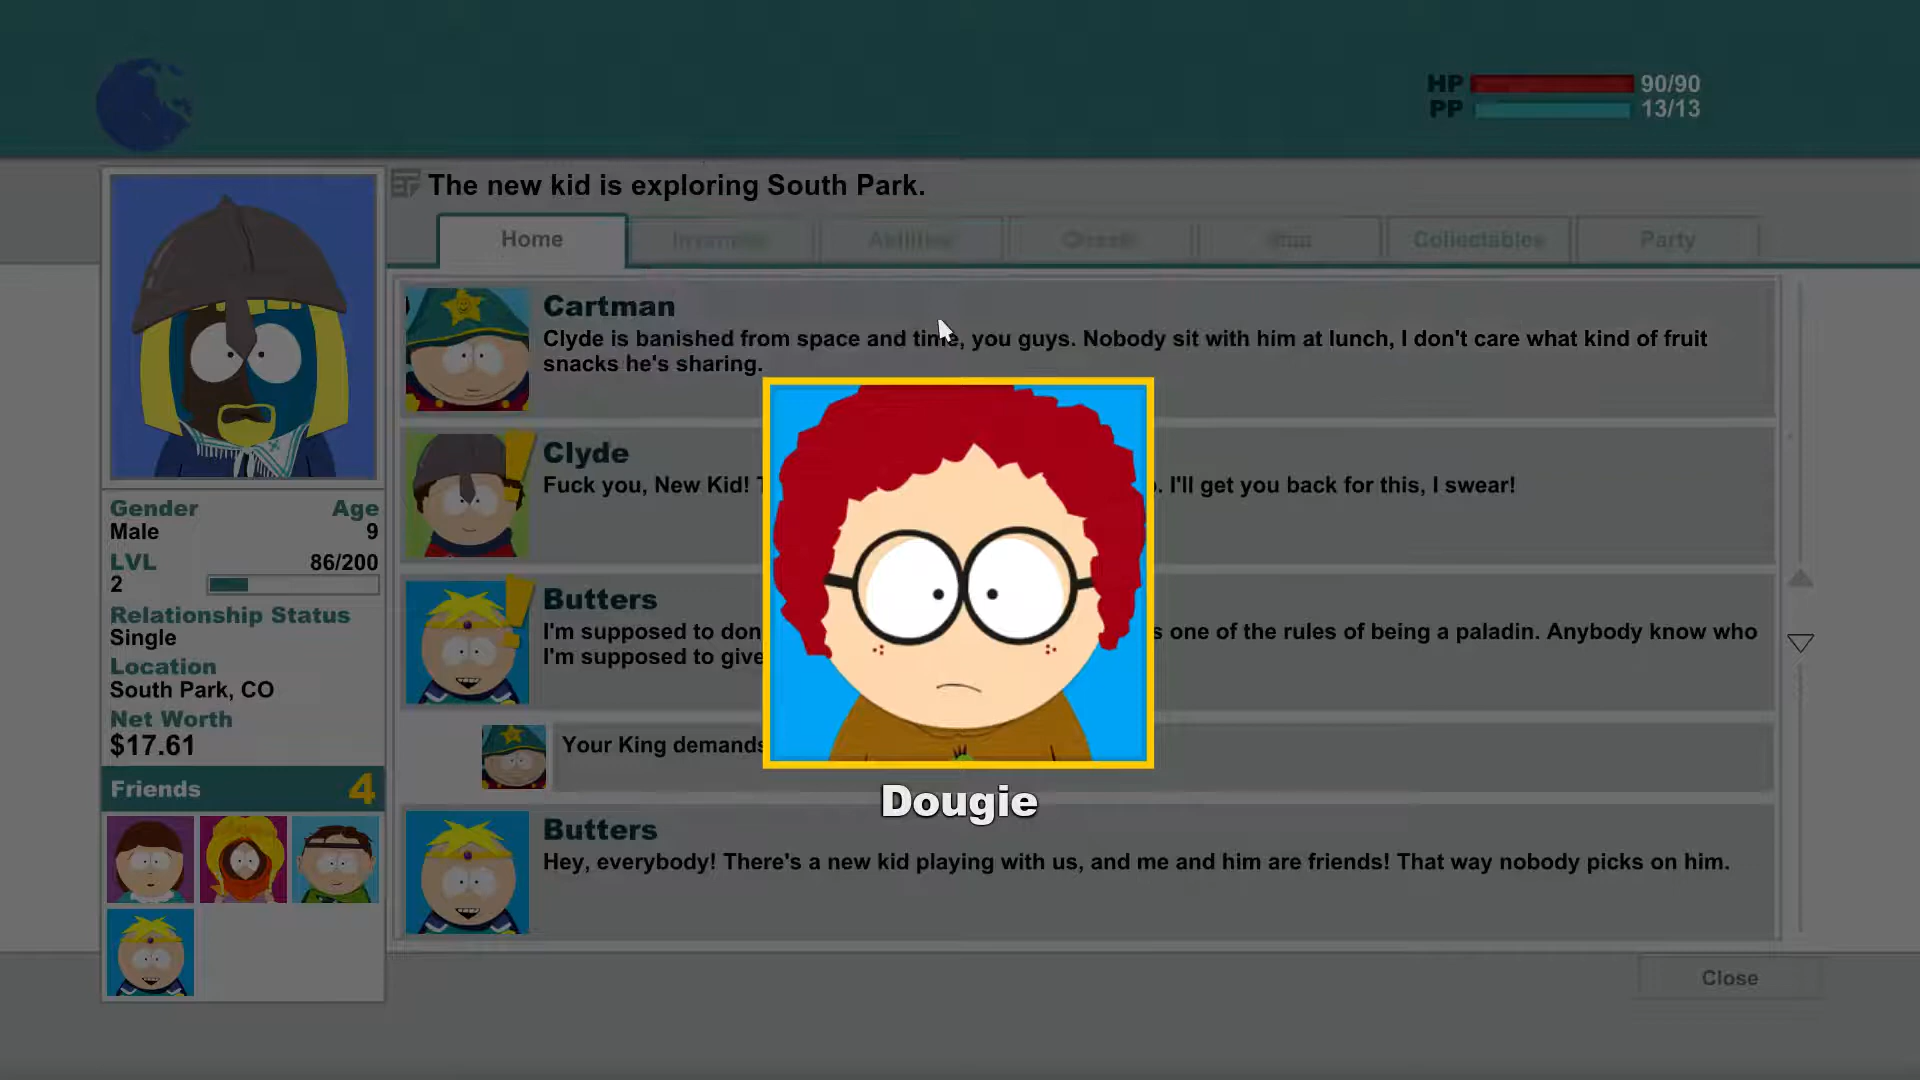 HP 90/90
PP 13/13
The new kid is exploring South Park.
Home Inventory Abilities Quests Map Collectables Party
Cartman
Clyde is banished from space and time, you guys. Nobody sit with him at lunch, I don't care what kind of fruit
snacks he's sharing.
Clyde
Fuck you, New Kid! I'll get you back for this, I swear!
Gender Age
Male 9
LVL 86/200
2
Relationship Status
Single
Location
South Park, CO
Net Worth
$17.61
Friends 4
Butters
I'm supposed to don s one of the rules of being a paladin. Anybody know who
I'm supposed to give
Your King demands
Dougie
Butters
Hey, everybody! There's a new kid playing with us, and me and him are friends! That way nobody picks on him.
Close